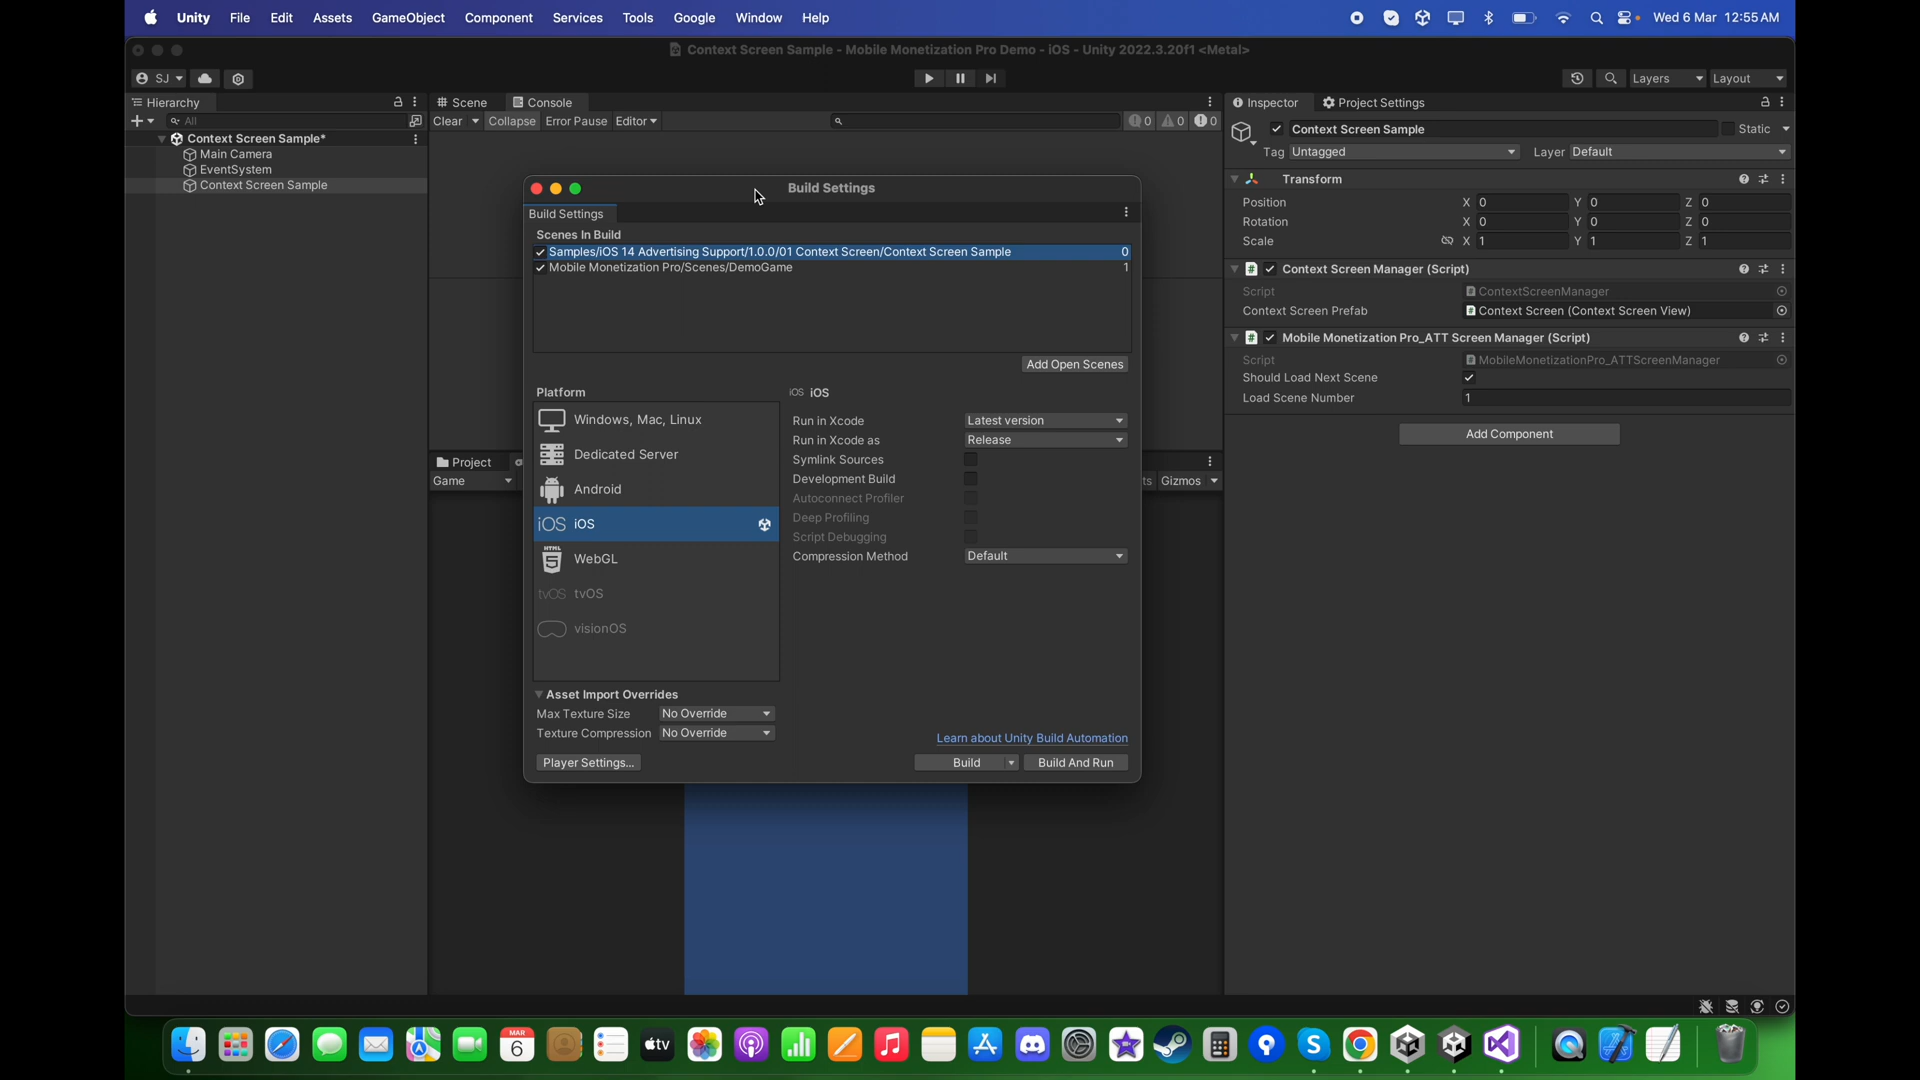 Unity File Edit Assets GameObject Component Services Tools Google Window Help
Wed 6 Mar 12:55 AM
Context Screen Sample - Mobile Monetization Pro Demo - iOS - Unity 2022.3.20f1 <Metal>
SJ
Layers
Layout
Hierarchy
All
Context Screen Sample*
Main Camera
EventSystem
Context Screen Sample
Scene
Console
Clear
Collapse
Error Pause
Editor
0
0
0
Build Settings
Build Settings
Scenes In Build
Samples/iOS 14 Advertising Support/1.0.0/01 Context Screen/Context Screen Sample 0
Mobile Monetization Pro/Scenes/DemoGame 1
Add Open Scenes
Platform
Windows, Mac, Linux
Dedicated Server
Android
iOS iOS
HTML WebGL
tvOS tvOS
visionOS
iOS iOS
Run in Xcode Latest version
Run in Xcode as Release
Symlink Sources
Development Build
Autoconnect Profiler
Deep Profiling
Script Debugging
Compression Method Default
Asset Import Overrides
Max Texture Size No Override
Texture Compression No Override
Learn about Unity Build Automation
Player Settings...
Build
Build And Run
Project
Game
ts Gizmos
Inspector
Project Settings
Context Screen Sample
Static
Tag Untagged
Layer Default
Transform
Position X 0 Y 0 Z 0
Rotation X 0 Y 0 Z 0
Scale X 1 Y 1 Z 1
# Context Screen Manager (Script)
Script ContextScreenManager
Context Screen Prefab Context Screen (Context Screen View)
# Mobile Monetization Pro_ATT Screen Manager (Script)
Script MobileMonetizationPro_ATTScreenManager
Should Load Next Scene
Load Scene Number 1
Add Component
MAR
6
tv